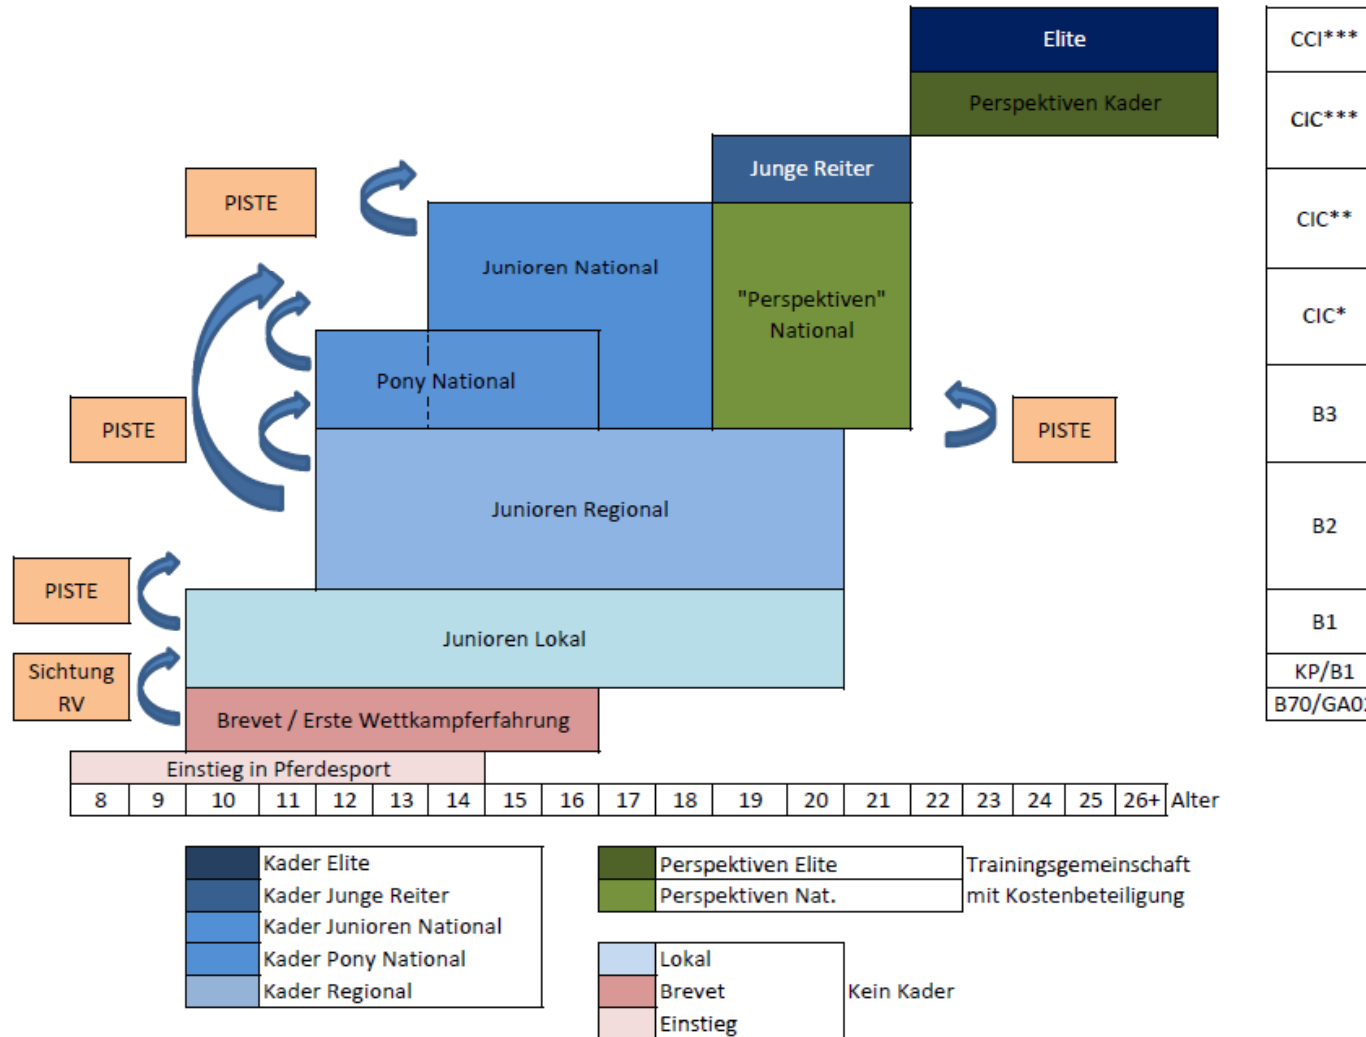 Elite
CCI***
Perspektiven Kader
CIC***
Junge Reiter
PISTE
CIC**
Junioren National
"Perspektiven"
National
CIC*
Pony National
PISTE
PISTE
B3
Junioren Regional
B2
PISTE
B1
Junioren Lokal
Sichtung
RV
KP/B1
B70/GA02
Brevet / Erste Wettkampferfahrung
Einstieg in Pferdesport
8 9 10 11 12 13 14 15 16 17 18 19 20 21 22 23 24 25 26+ Alter
Kader Elite
Kader Junge Reiter
Kader Junioren National
Kader Pony National
Kader Regional
Perspektiven Elite
Perspektiven Nat.
Trainingsgemeinschaft
mit Kostenbeteiligung
Lokal
Brevet
Einstieg
Kein Kader